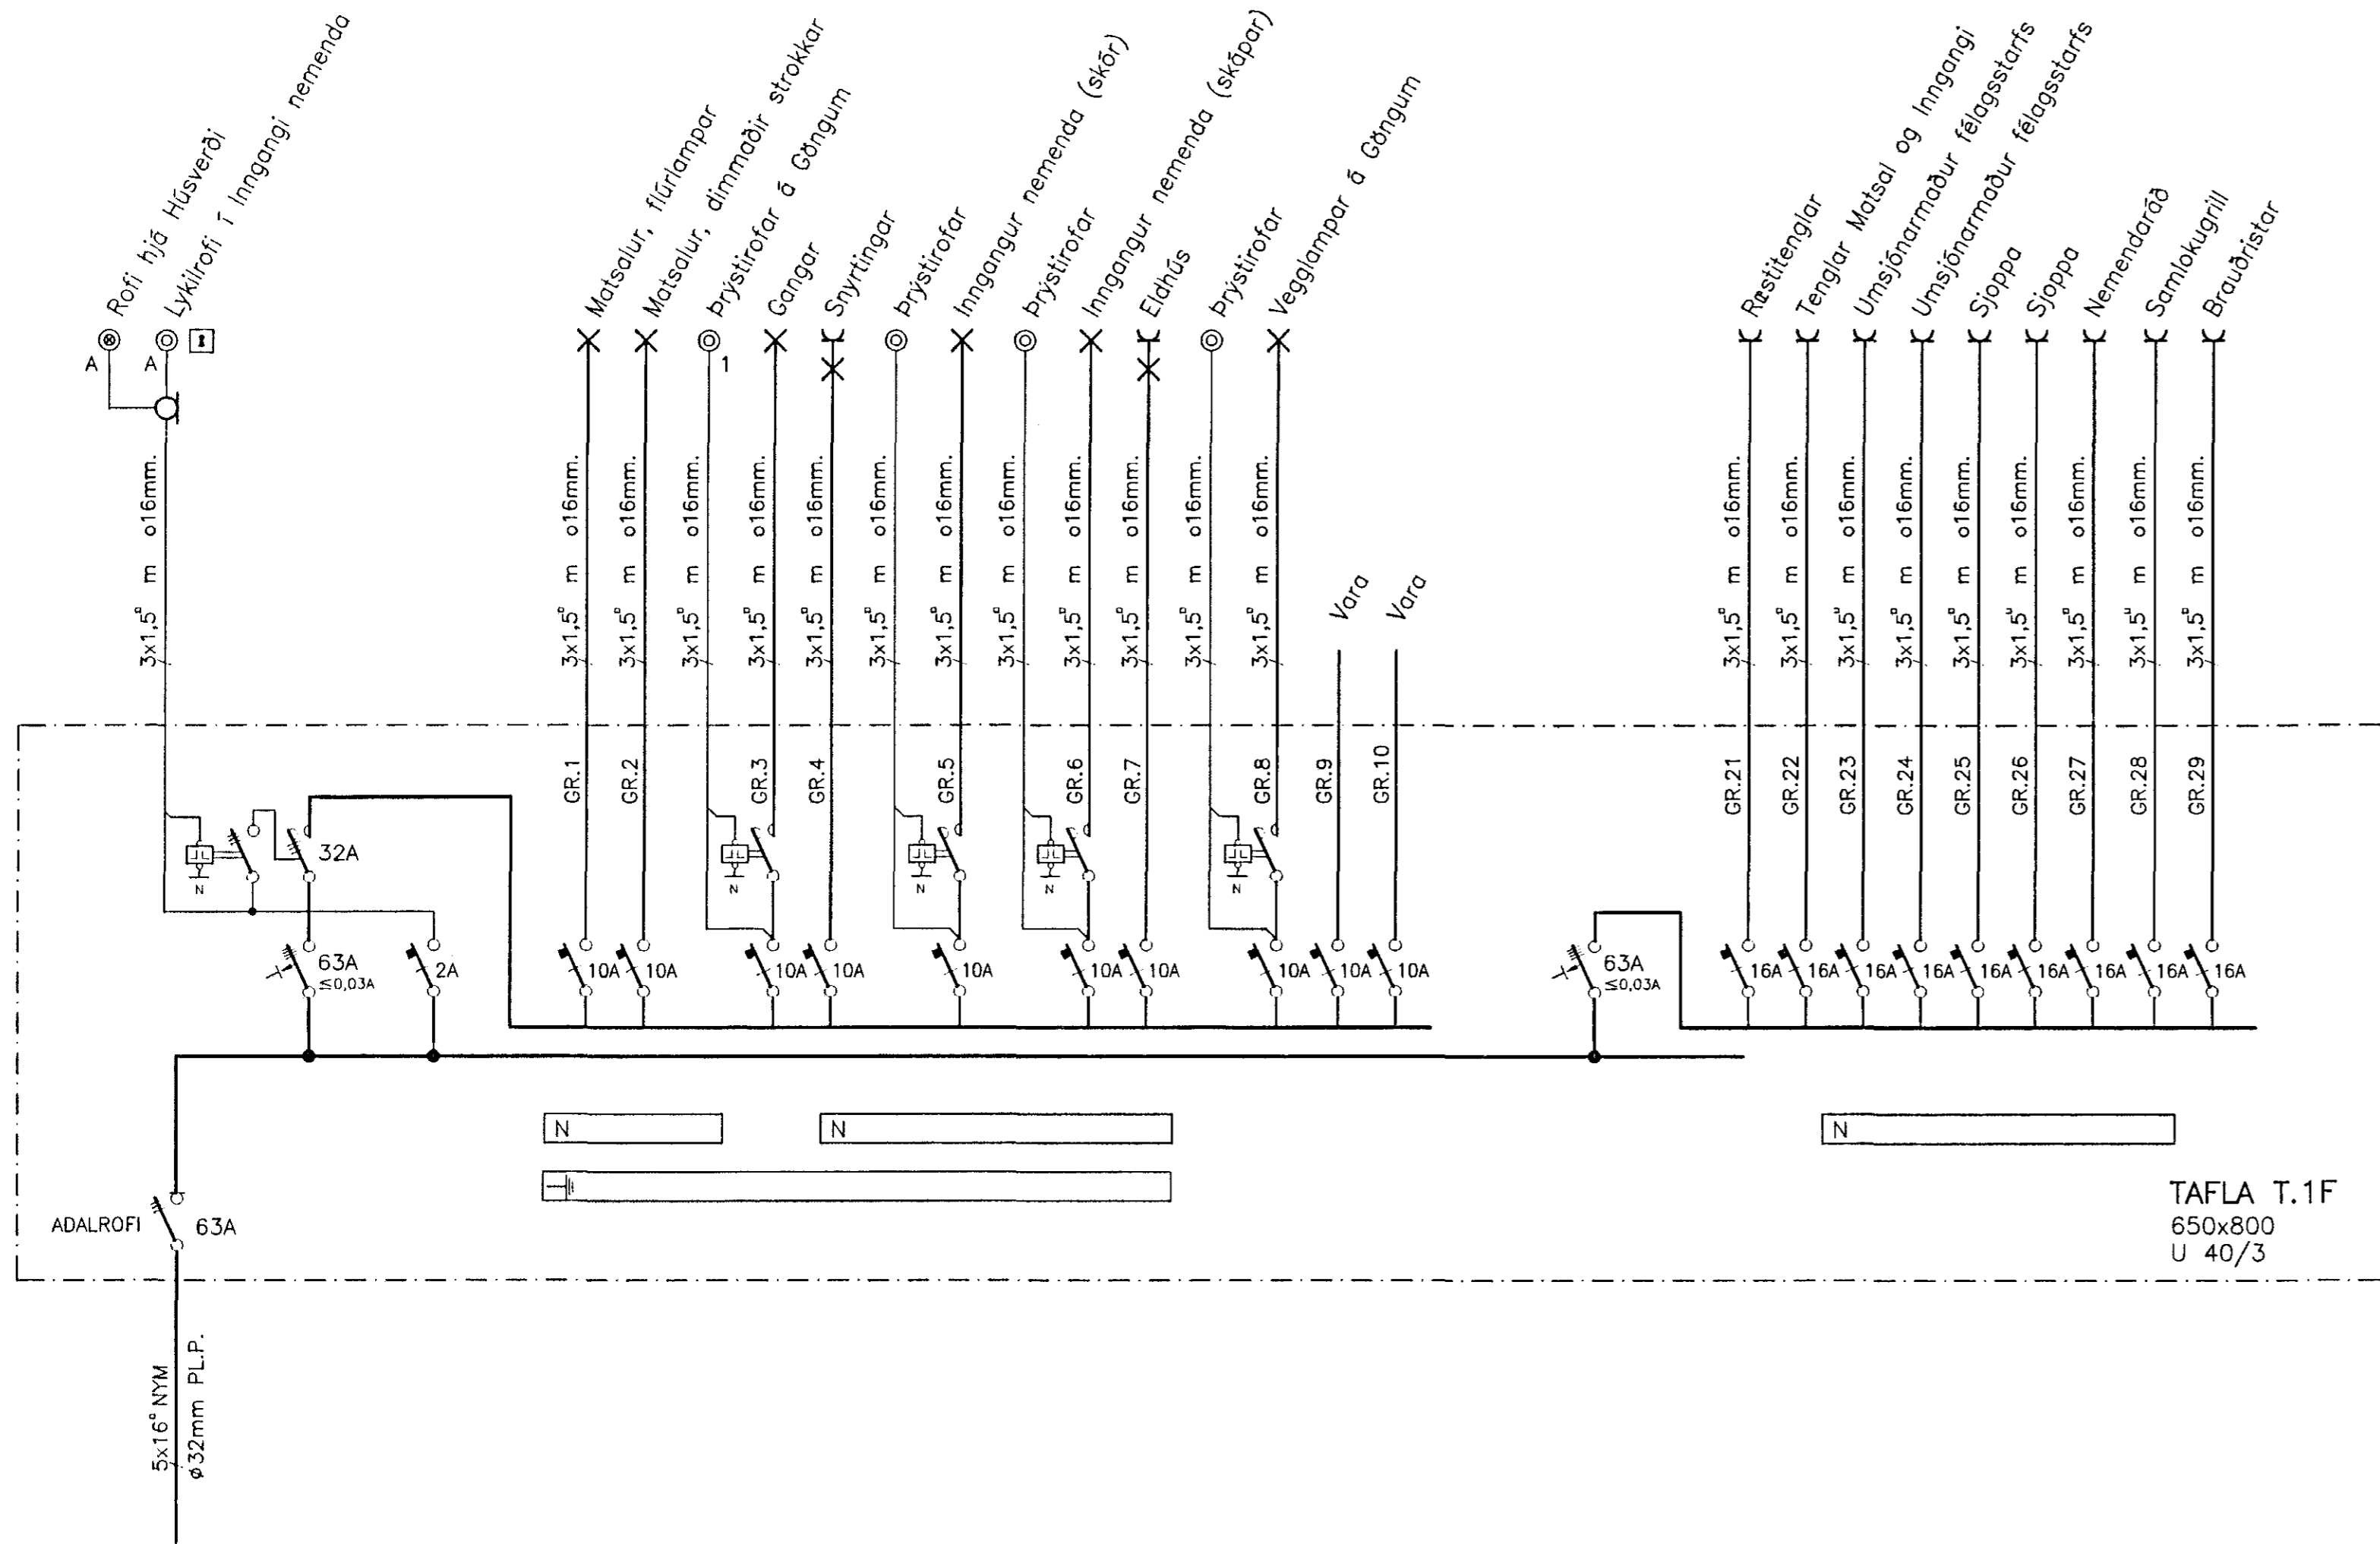 Rofi hjá Húsverði
Lykilrofi í Inngangi nemenda
Matsalur, flúrlampar
Matsalur, dimmaðir strokkar
Þrýstirofar á Göngum
Gangar
Snyrtingar
Þrýstirofar
Inngangur nemenda (skór)
Þrýstirofar
Inngangur nemenda (skápar)
Eldhús
Þrýstirofar
Vegglampar á Göngum
Ræstitenglar
Tenglar Matsal og Inngangi
Umsjónarmaður félagsstarfs
Umsjónarmaður félagsstarfs
Sjoppa
Sjoppa
Nemendaráð
Samlokugrill
Brauðristar
A
A
1
3x1,5▫ m o16mm.
3x1,5▫ m o16mm.
3x1,5▫ m o16mm.
3x1,5▫ m o16mm.
3x1,5▫ m o16mm.
3x1,5▫ m o16mm.
3x1,5▫ m o16mm.
3x1,5▫ m o16mm.
3x1,5▫ m o16mm.
3x1,5▫ m o16mm.
3x1,5▫ m o16mm.
3x1,5▫ m o16mm.
3x1,5▫ m o16mm.
Vara
Vara
3x1,5▫ m o16mm.
3x1,5▫ m o16mm.
3x1,5▫ m o16mm.
3x1,5▫ m o16mm.
3x1,5▫ m o16mm.
3x1,5▫ m o16mm.
3x1,5▫ m o16mm.
3x1,5▫ m o16mm.
3x1,5▫ m o16mm.
GR.1
GR.2
GR.3
GR.4
GR.5
GR.6
GR.7
GR.8
GR.9
GR.10
GR.21
GR.22
GR.23
GR.24
GR.25
GR.26
GR.27
GR.28
GR.29
32A
N
N
N
N
N
63A
≤0,03A
2A
10A
10A
10A
10A
10A
10A
10A
10A
10A
10A
63A
≤0,03A
16A
16A
16A
16A
16A
16A
16A
16A
16A
N
N
N
ADALROFI
63A
TAFLA T.1F
650x800
U 40/3
5x16▫ NYM
ø32mm PL.P.